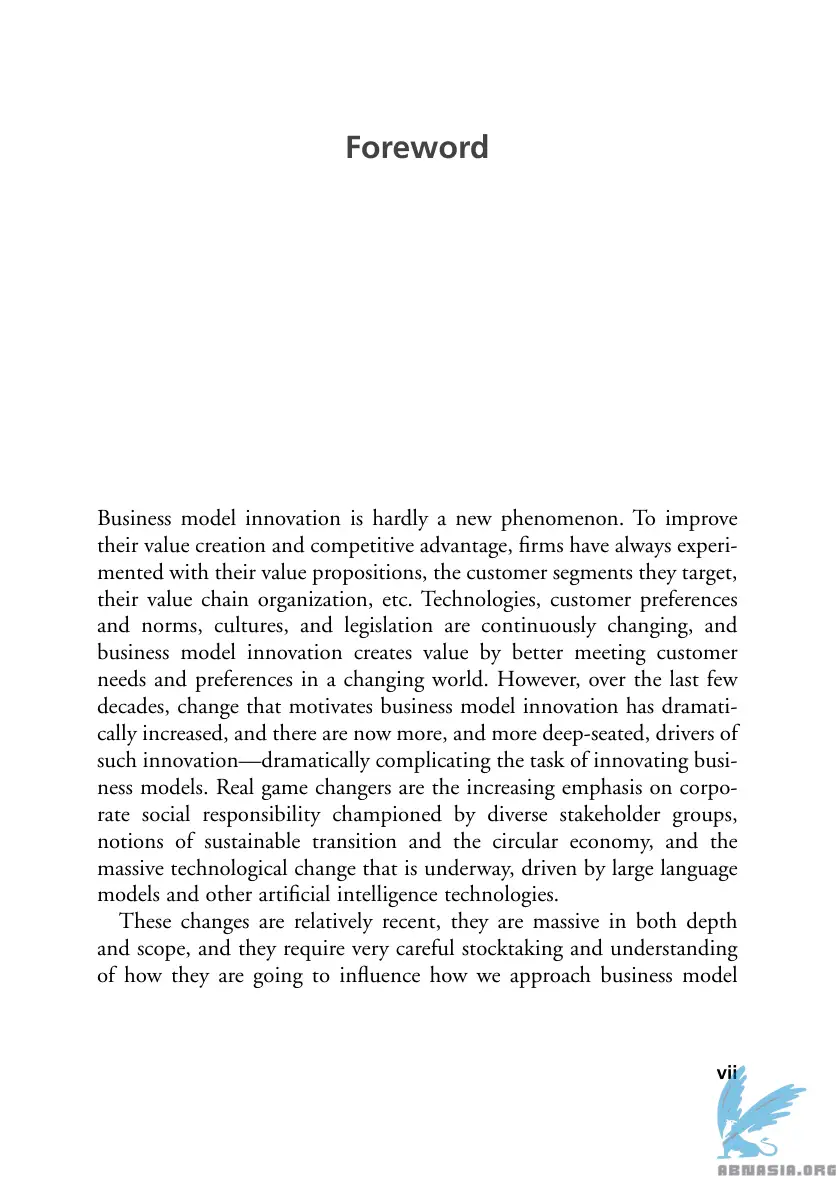 Foreword
Business model innovation is hardly a new phenomenon. To improve
their value creation and competitive advantage, firms have always experi-
mented with their value propositions, the customer segments they target,
their value chain organization, etc. Technologies, customer preferences
and norms, cultures, and legislation are continuously changing, and
business model innovation creates value by better meeting customer
needs and preferences in a changing world. However, over the last few
decades, change that motivates business model innovation has dramati-
cally increased, and there are now more, and more deep-seated, drivers of
such innovation—dramatically complicating the task of innovating busi-
ness models. Real game changers are the increasing emphasis on corpo-
rate social responsibility championed by diverse stakeholder groups,
notions of sustainable transition and the circular economy, and the
massive technological change that is underway, driven by large language
models and other artificial intelligence technologies.
These changes are relatively recent, they are massive in both depth
and scope, and they require very careful stocktaking and understanding
of how they are going to influence how we approach business model
vii
ABNASIA.ORG